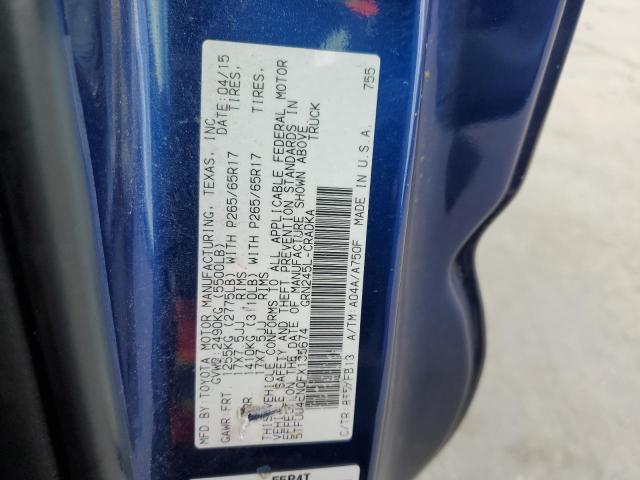 MFD.BY: TOYOTA MOTOR MANUFACTURING, TEXAS, INC.
GVWR: 2490KG (5500LB) DATE: 04/15
GAWR: FRT. 1255KG (2775LB) WITH P265/65R17 TIRES,
17X7.5JJ RIMS
RR. 1410KG (3110LB) WITH P265/65R17 TIRES,
17X7.5JJ RIMS
THIS VEHICLE CONFORMS TO ALL APPLICABLE FEDERAL MOTOR
VEHICLE SAFETY AND THEFT PREVENTION STANDARDS IN
EFFECT ON THE DATE OF MANUFACTURE SHOWN ABOVE.
5TFUU4EN0FX135674 TRUCK
GRN245L-CRADKA
C/TR: 8T5/FB13 A/TM: A04A/A750F MADE IN U.S.A. 755